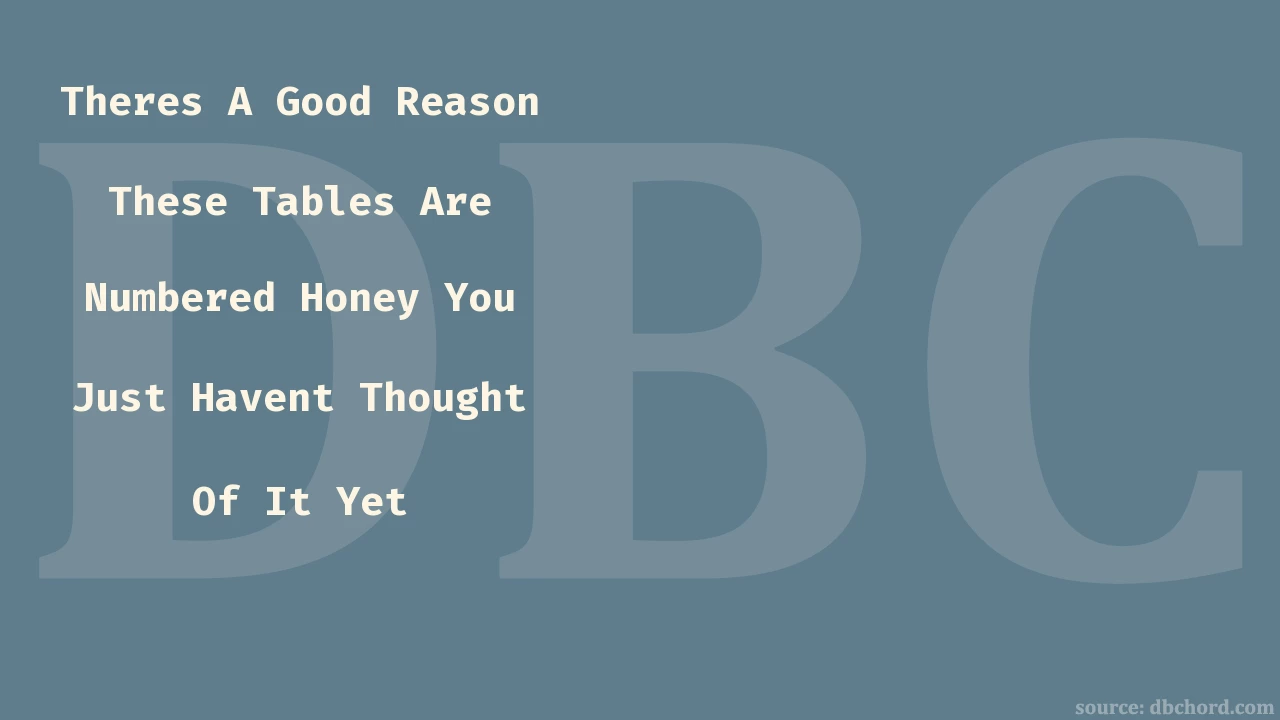 Theres A Good Reason
These Tables Are
Numbered Honey You
Just Havent Thought
Of It Yet
DBC
source: dbchord.com